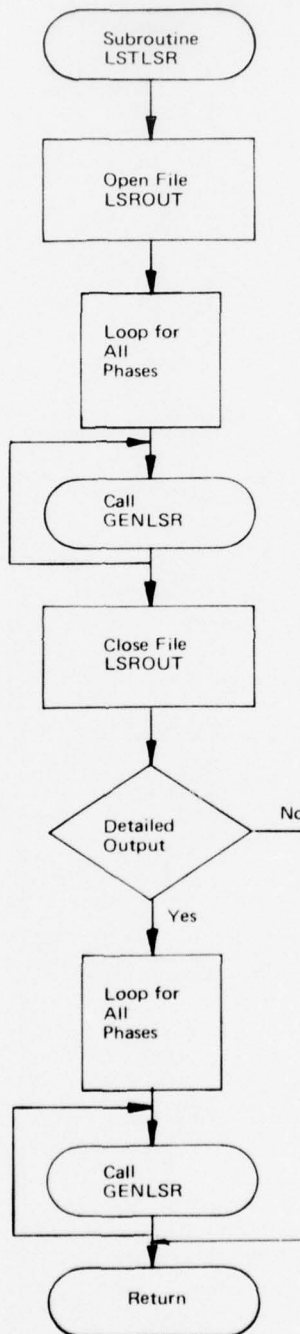 Subroutine
LSTLSR
Open File
LSROUT
Loop for
All
Phases
Call
GENLSR
Close File
LSROUT
Detailed
Output
No
Yes
Loop for
All
Phases
Call
GENLSR
Return